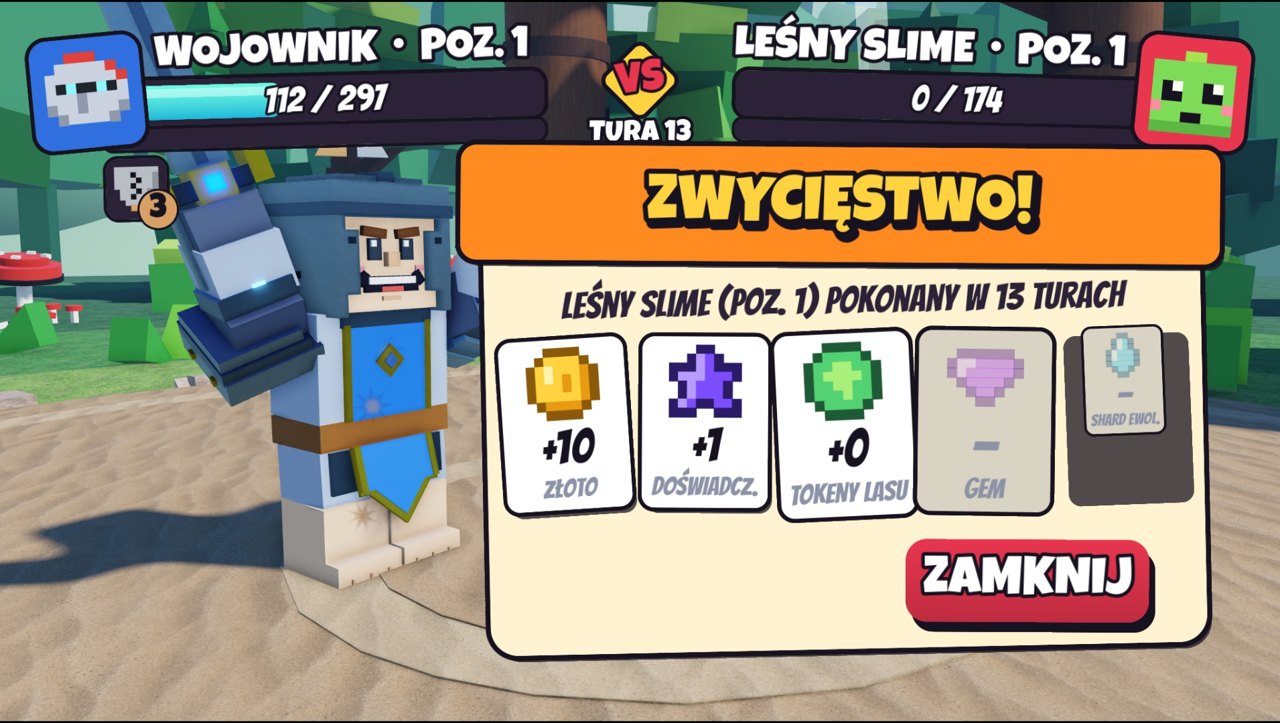 WOJOWNIK • POZ. 1
112 / 297
VS
TURA 13
LEŚNY SLIME • POZ. 1
0 / 174
3
ZWYCIĘSTWO!
LEŚNY SLIME (POZ. 1) POKONANY W 13 TURACH
+10
ZŁOTO
+1
DOŚWIADCZ.
+0
TOKENY LASU
-
GEM
-
SHARD EWOL.
ZAMKNIJ